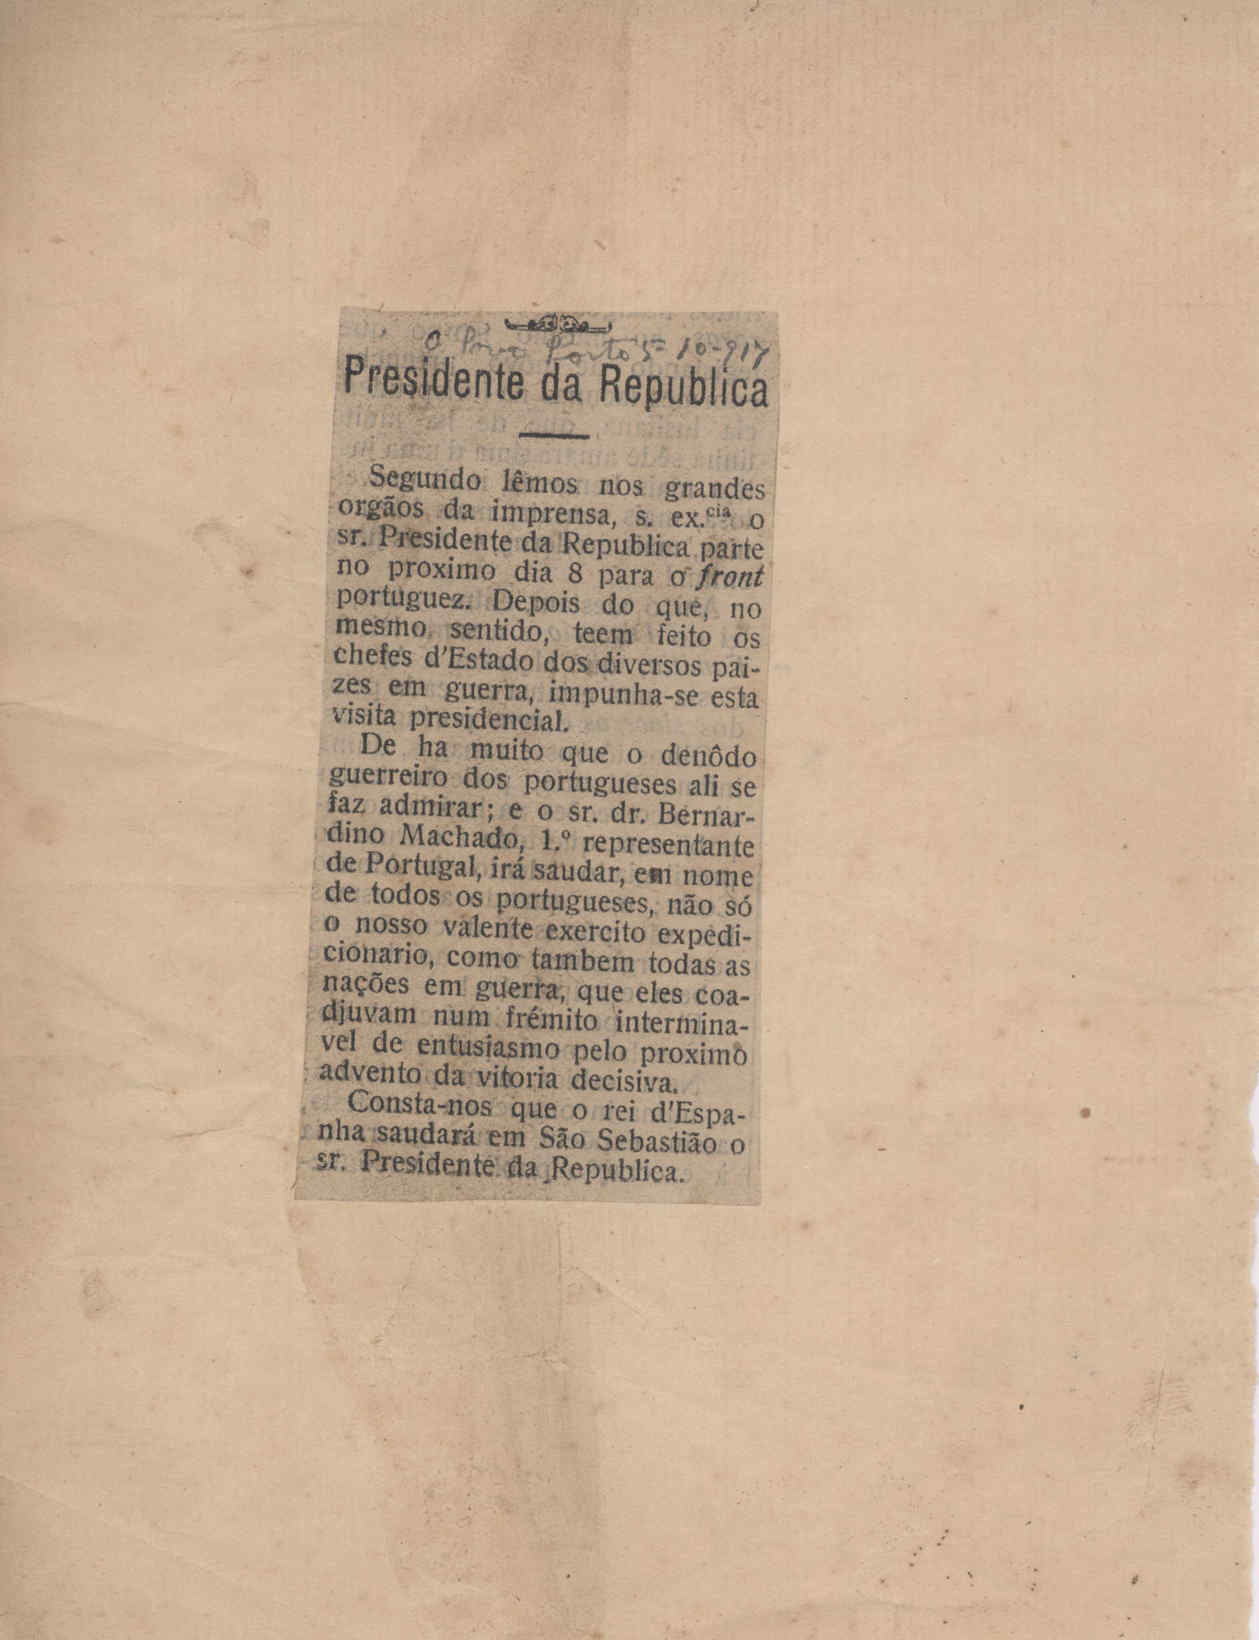 O Povo Porto 5-10-917
Presidente da Republica
Segundo lêmos nos grandes
orgãos da imprensa, s. ex.cia o
sr. Presidente da Republica parte
no proximo dia 8 para o front
portuguez. Depois do que, no
mesmo sentido, teem feito os
chefes d'Estado dos diversos pai-
zes em guerra, impunha-se esta
visita presidencial.
De ha muito que o denôdo
guerreiro dos portugueses ali se
faz admirar; e o sr. dr. Bernar-
dino Machado, 1.º representante
de Portugal, irá saudar, em nome
de todos os portugueses, não só
o nosso valente exercito expedi-
cionario, como tambem todas as
nações em guerra, que eles coa-
djuvam num frémito intermina-
vel de entusiasmo pelo proximo
advento da vitoria decisiva.
Consta-nos que o rei d'Espa-
nha saudará em São Sebastião o
sr. Presidente da Republica.